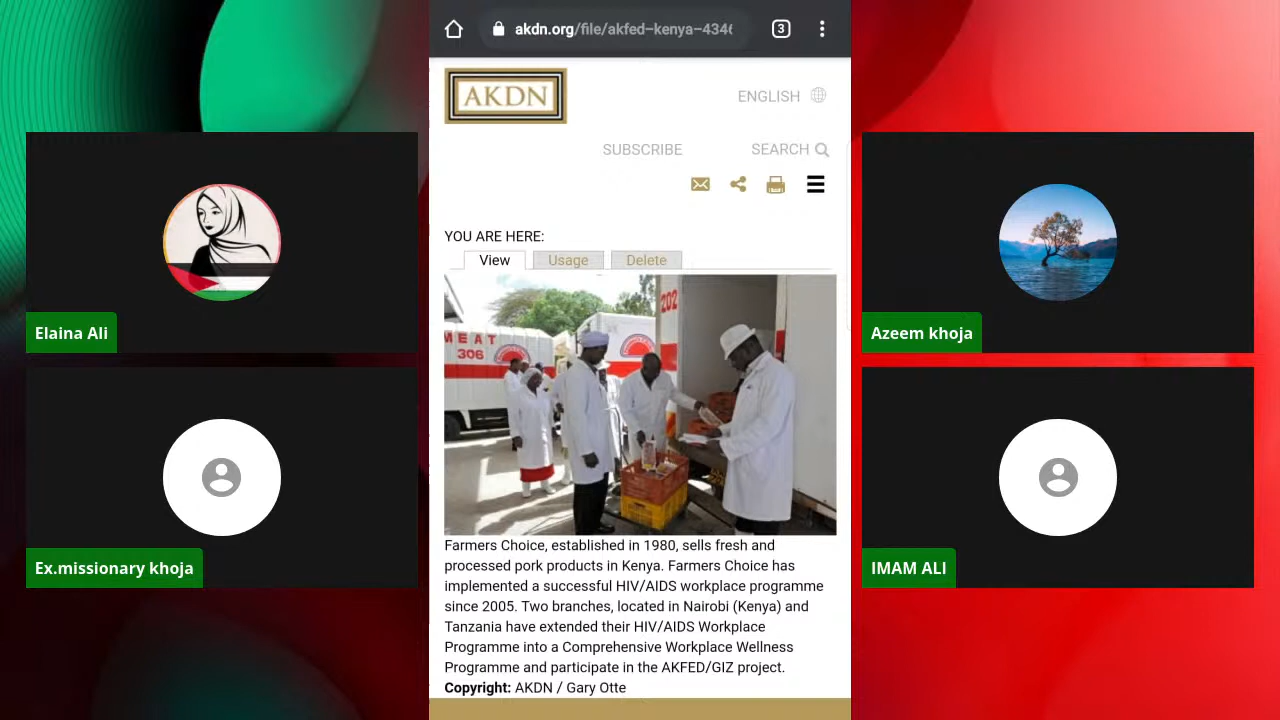 akdn.org/file/akfed-kenya-4346
3
AKDN
ENGLISH
SUBSCRIBE
SEARCH
YOU ARE HERE:
View
Usage
Delete
MEAT
306
202
Farmers Choice, established in 1980, sells fresh and
processed pork products in Kenya. Farmers Choice has
implemented a successful HIV/AIDS workplace programme
since 2005. Two branches, located in Nairobi (Kenya) and
Tanzania have extended their HIV/AIDS Workplace
Programme into a Comprehensive Workplace Wellness
Programme and participate in the AKFED/GIZ project.
Copyright: AKDN / Gary Otte
Elaina Ali
Azeem khoja
Ex.missionary khoja
IMAM ALI